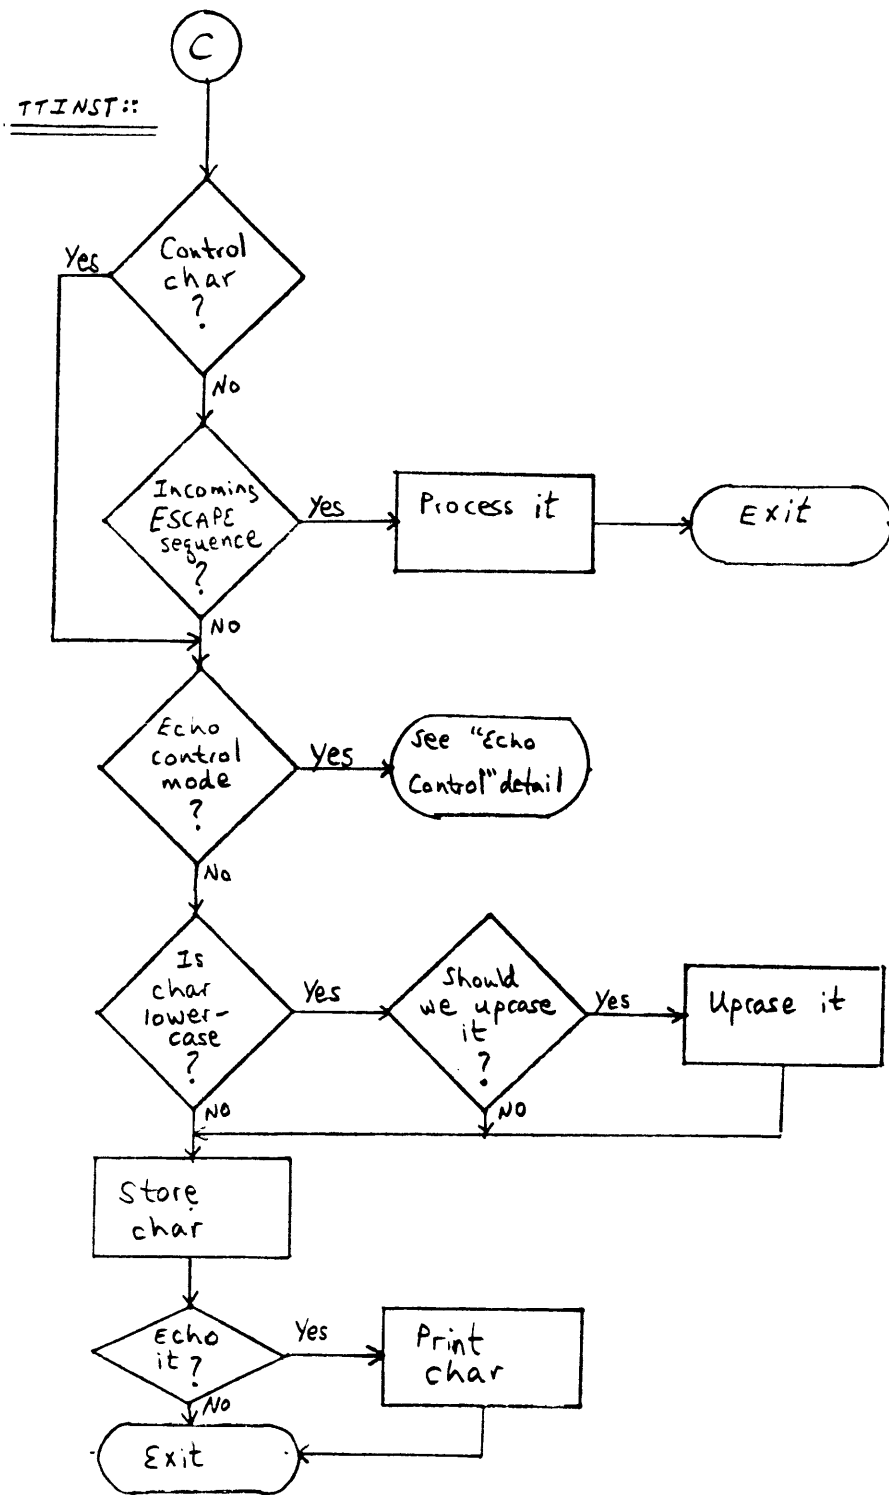 C
TTINST::
Yes
Control
char
?
No
Incoming
ESCAPE
sequence
?
Yes
Process it
Exit
No
Echo
control
mode
?
Yes
See "Echo
Control" detail
No
Is
char
lower-
case
?
Yes
Should
we upcase
it
?
Yes
Upcase it
No
No
Store
char
Echo
it?
Yes
Print
char
No
Exit